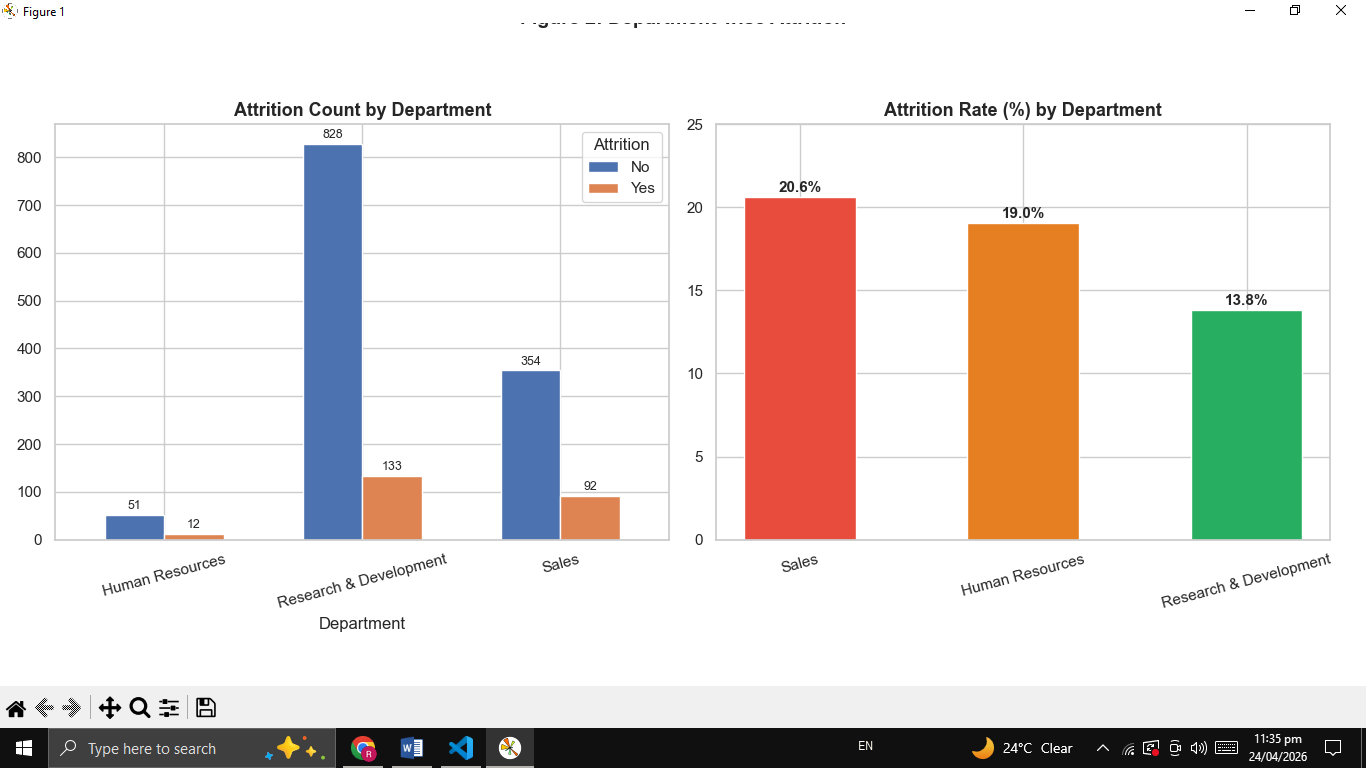 Figure 1
Attrition Count by Department
828
800
700
600
500
400
300
200
100
0
51
12
133
354
92
Attrition
No
Yes
Human Resources
Research & Development
Sales
Department
Attrition Rate (%) by Department
25
20
15
10
5
0
20.6%
19.0%
13.8%
Sales
Human Resources
Research & Development
Type here to search
R
EN
24°C Clear
11:35 pm
24/04/2026